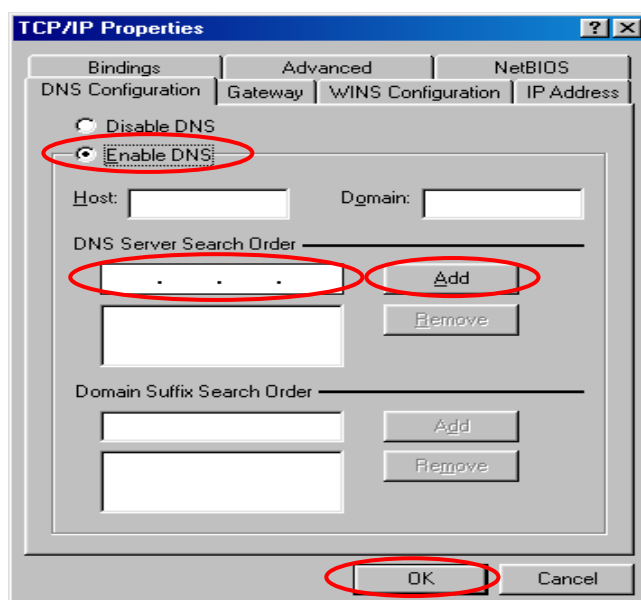 TCP/IP Properties
Bindings Advanced NetBIOS
DNS Configuration Gateway WINS Configuration IP Address
Disable DNS
Enable DNS
Host: Domain:
DNS Server Search Order
. . . Add
Remove
Domain Suffix Search Order
Add
Remove
OK Cancel